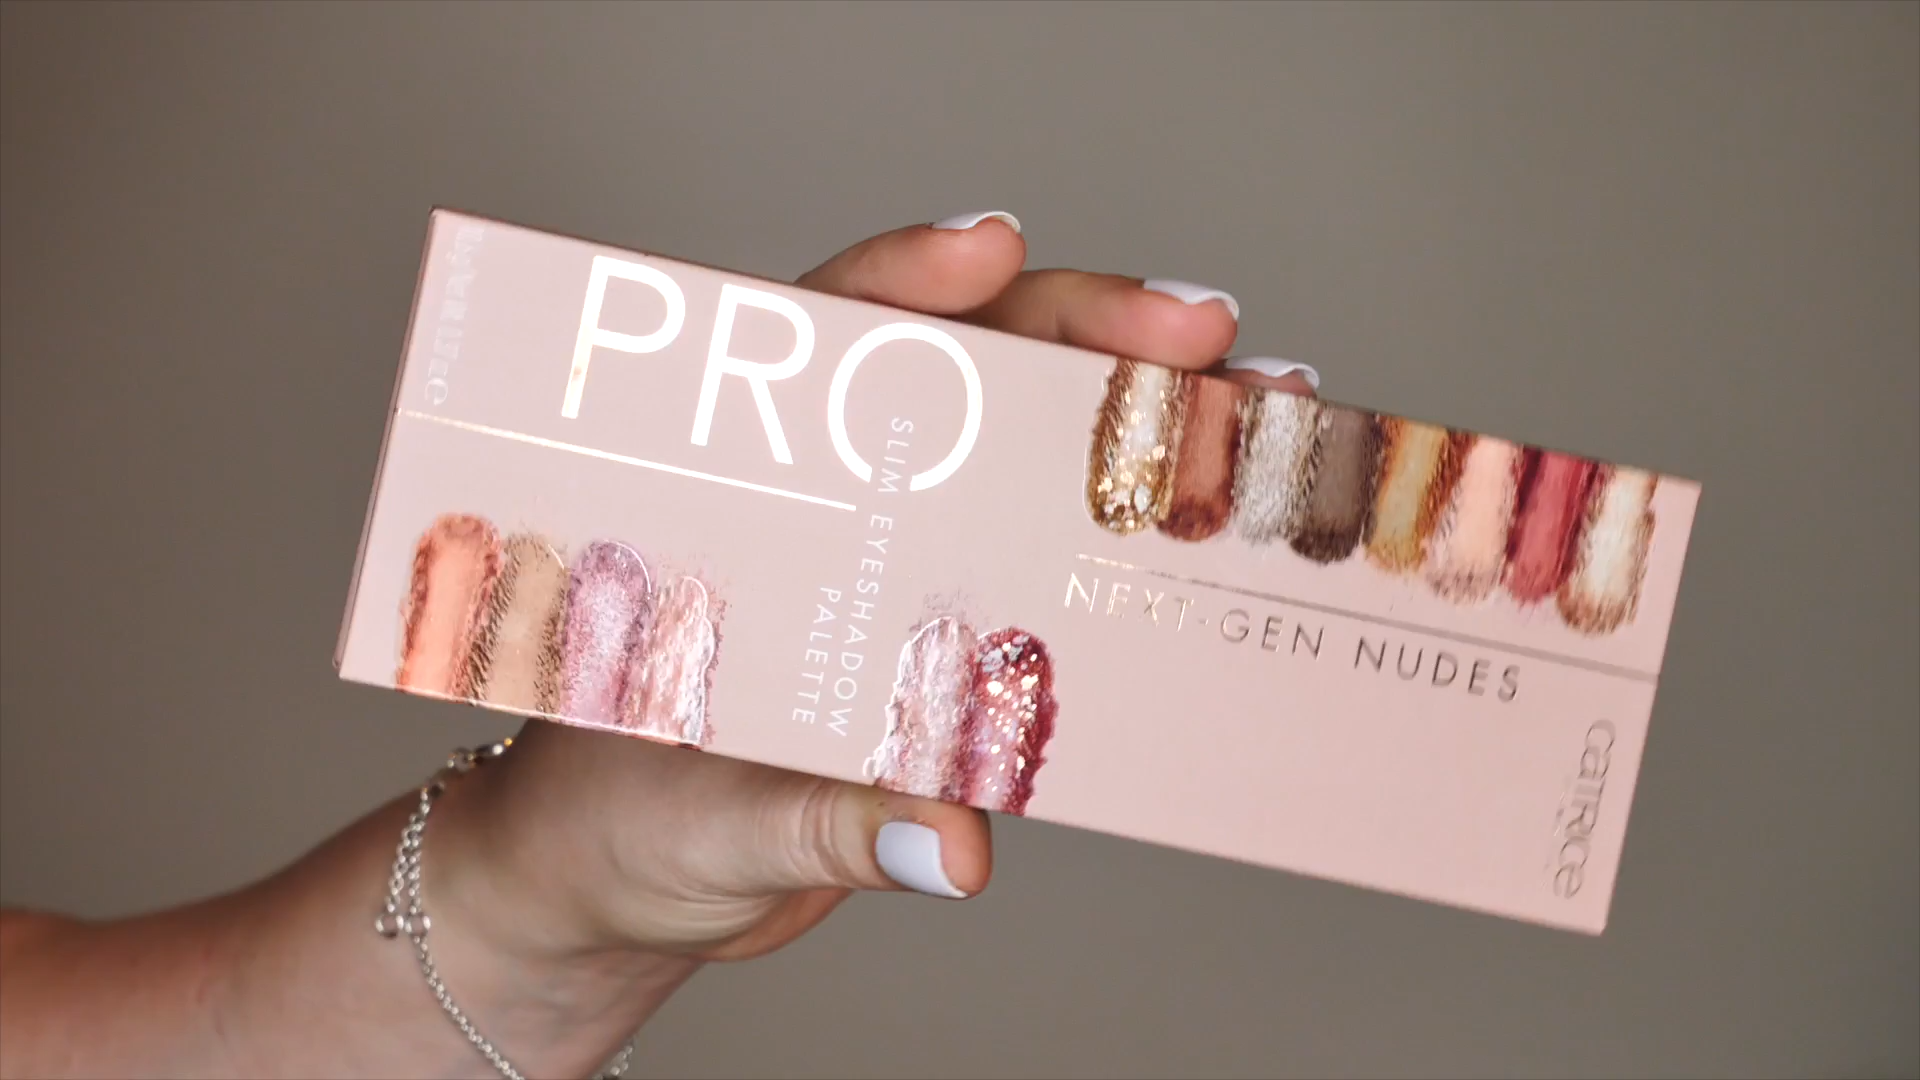 PRO
SLIM EYESHADOW
PALETTE
NEXT-GEN NUDES
CATRICE